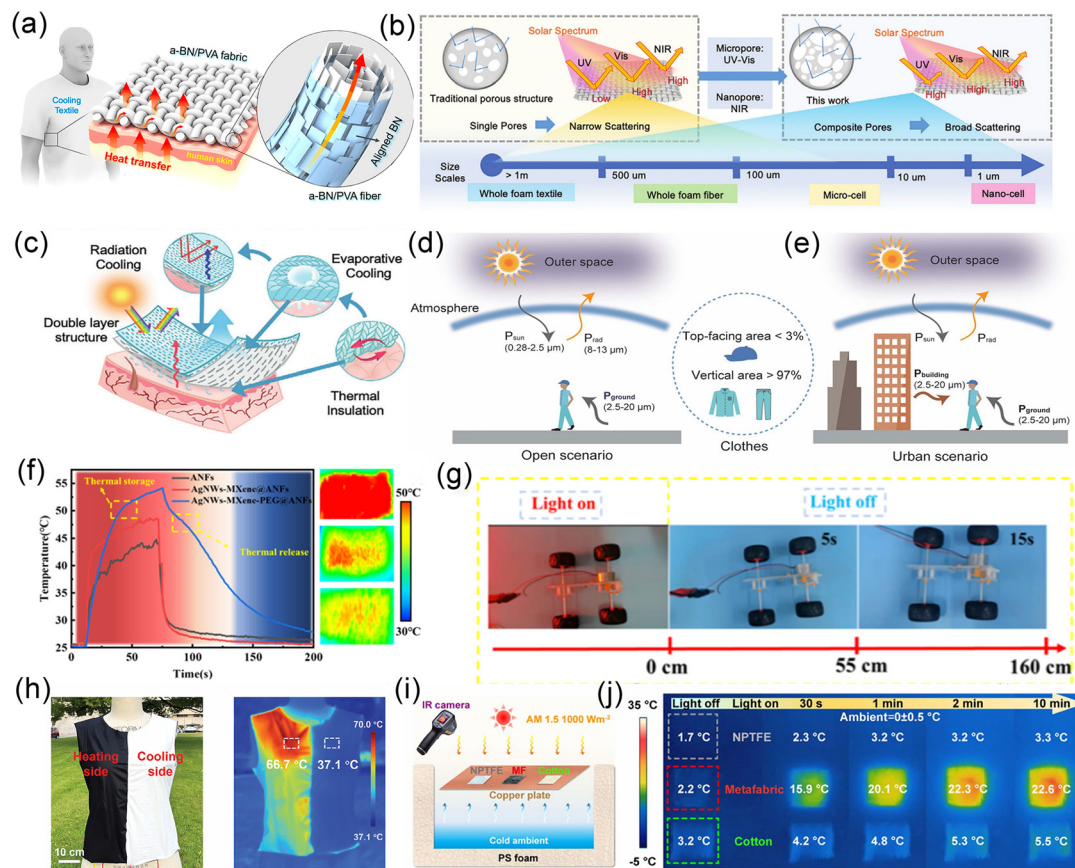 (a)
a-BN/PVA fabric
Cooling
Textile
Heat transfer
human skin
Aligned BN
a-BN/PVA fiber
(b)
Solar Spectrum
UV
Vis
NIR
Low
High
High
Traditional porous structure
Single Pores
Narrow Scattering
Micropore:
UV-Vis
Nanopore:
NIR
Solar Spectrum
UV
Vis
NIR
High
High
High
This work
Composite Pores
Broad Scattering
Size
Scales
> 1m
500 um
100 um
10 um
1 um
Whole foam textile
Whole foam fiber
Micro-cell
Nano-cell
(c)
Radiation
Cooling
Double layer
structure
Evaporative
Cooling
Thermal
Insulation
(d)
Outer space
Atmosphere
Psun
(0.28-2.5 μm)
Prad
(8-13 μm)
Pground
(2.5-20 μm)
Open scenario
Top-facing area < 3%
Vertical area > 97%
Clothes
(e)
Outer space
Psun
Prad
Pbuilding
(2.5-20 μm)
Pground
(2.5-20 μm)
Urban scenario
(f)
Temperature(°C)
55
50
45
40
35
30
25
0
50
100
150
200
Time(s)
Thermal storage
ANFs
AgNWs-MXene@ANFs
AgNWs-MXene-PEG@ANFs
Thermal release
50°C
30°C
(g)
Light on
Light off
5s
15s
0 cm
55 cm
160 cm
(h)
Heating
side
Cooling
side
10 cm
66.7 °C
37.1 °C
70.0 °C
37.1 °C
(i)
IR camera
AM 1.5 1000 Wm-2
NPTFE
MF
Cotton
Copper plate
Cold ambient
PS foam
35 °C
-5 °C
(j)
Light off
Light on
30 s
1 min
2 min
10 min
Ambient=0±0.5 °C
1.7 °C
NPTFE
2.3 °C
3.2 °C
3.2 °C
3.3 °C
2.2 °C
Metafabric
15.9 °C
20.1 °C
22.3 °C
22.6 °C
3.2 °C
Cotton
4.2 °C
4.8 °C
5.3 °C
5.5 °C